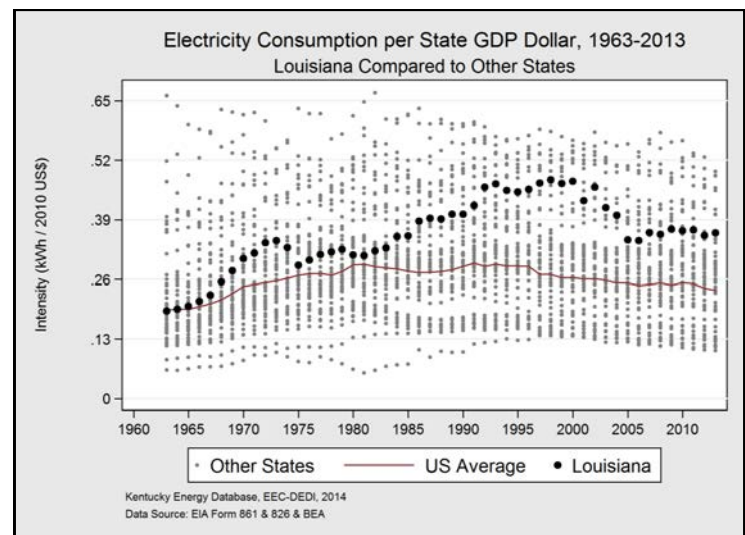 Electricity Consumption per State GDP Dollar, 1963-2013
Louisiana Compared to Other States
Intensity (kWh / 2010 US$)
.65
.52
.39
.26
.13
0
1960 1965 1970 1975 1980 1985 1990 1995 2000 2005 2010
Other States US Average Louisiana
Kentucky Energy Database, EEC-DEDI, 2014
Data Source: EIA Form 861 & 826 & BEA